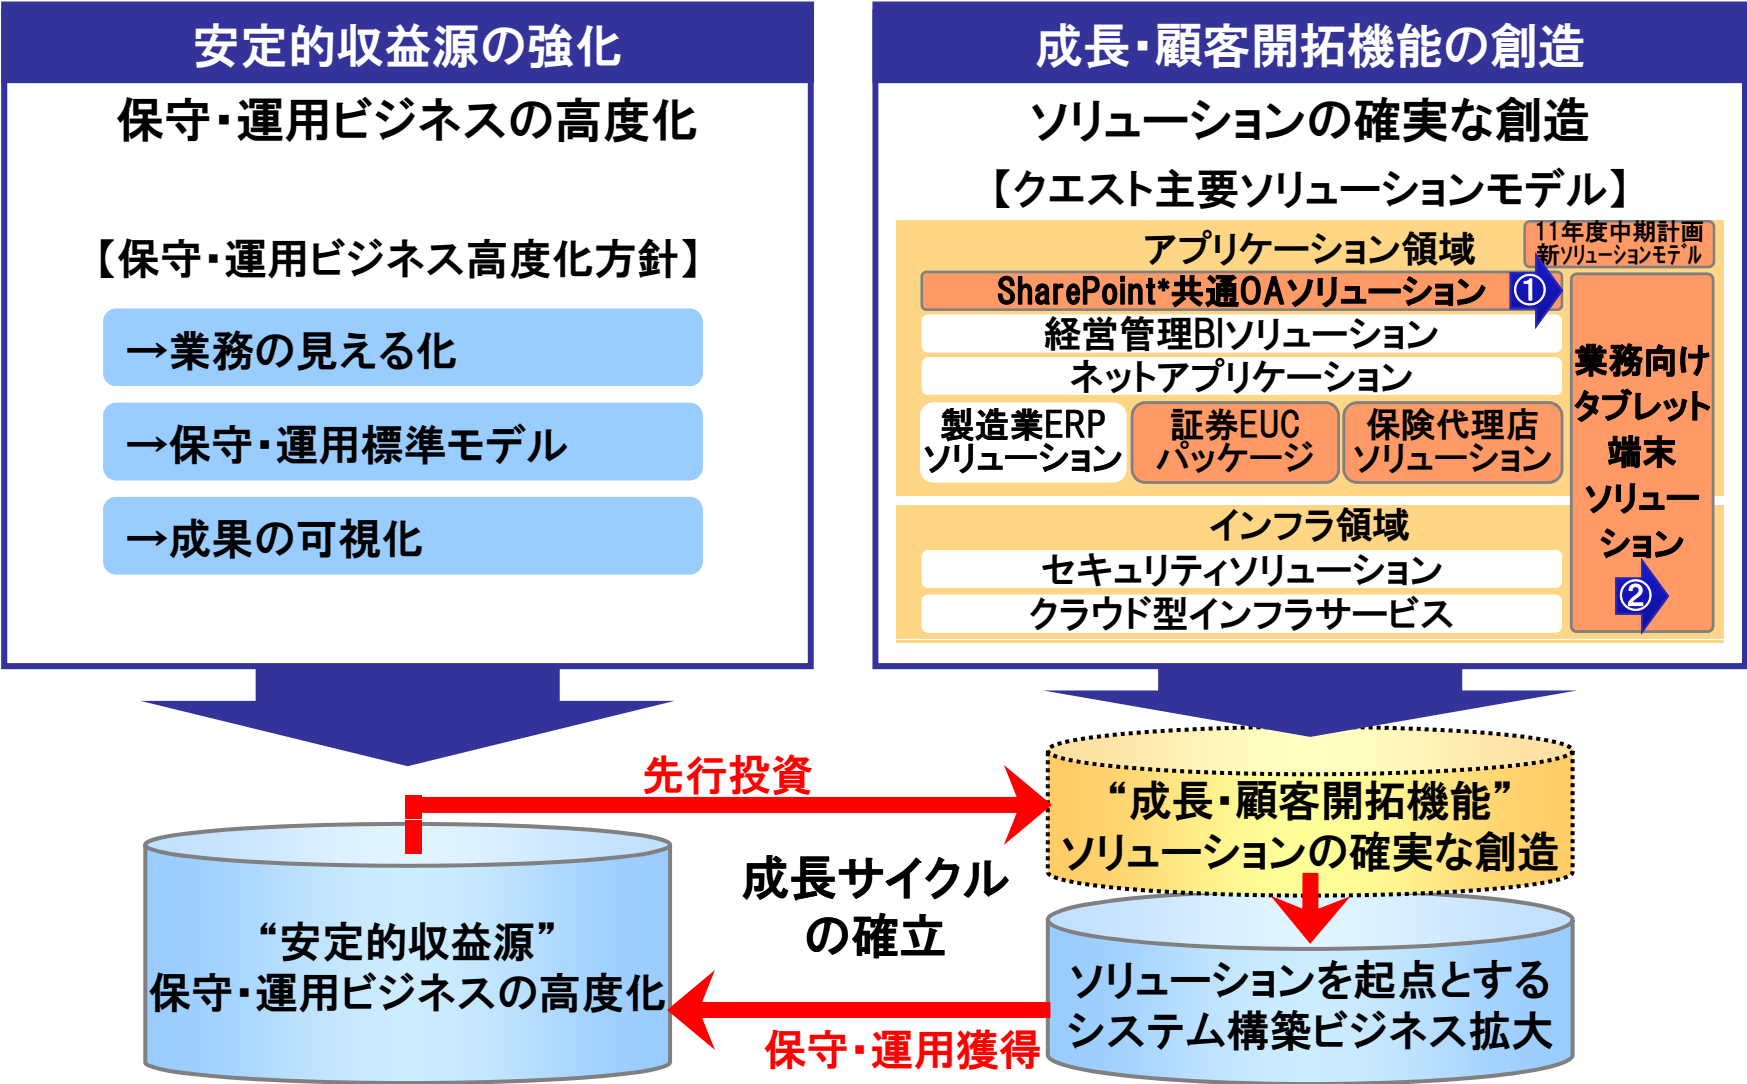 安定的収益源の強化
保守・運用ビジネスの高度化
【保守・運用ビジネス高度化方針】
→業務の見える化
→保守・運用標準モデル
→成果の可視化
成長・顧客開拓機能の創造
ソリューションの確実な創造
【クエスト主要ソリューションモデル】
11年度中期計画
新ソリューションモデル
アプリケーション領域
SharePoint*共通OAソリューション
①
経営管理BIソリューション
ネットアプリケーション
製造業ERP
ソリューション
証券EUC
パッケージ
保険代理店
ソリューション
業務向け
タブレット
端末
ソリュー
ション
②
インフラ領域
セキュリティソリューション
クラウド型インフラサービス
先行投資
“成長・顧客開拓機能”
ソリューションの確実な創造
成長サイクル
の確立
“安定的収益源”
保守・運用ビジネスの高度化
ソリューションを起点とする
システム構築ビジネス拡大
保守・運用獲得